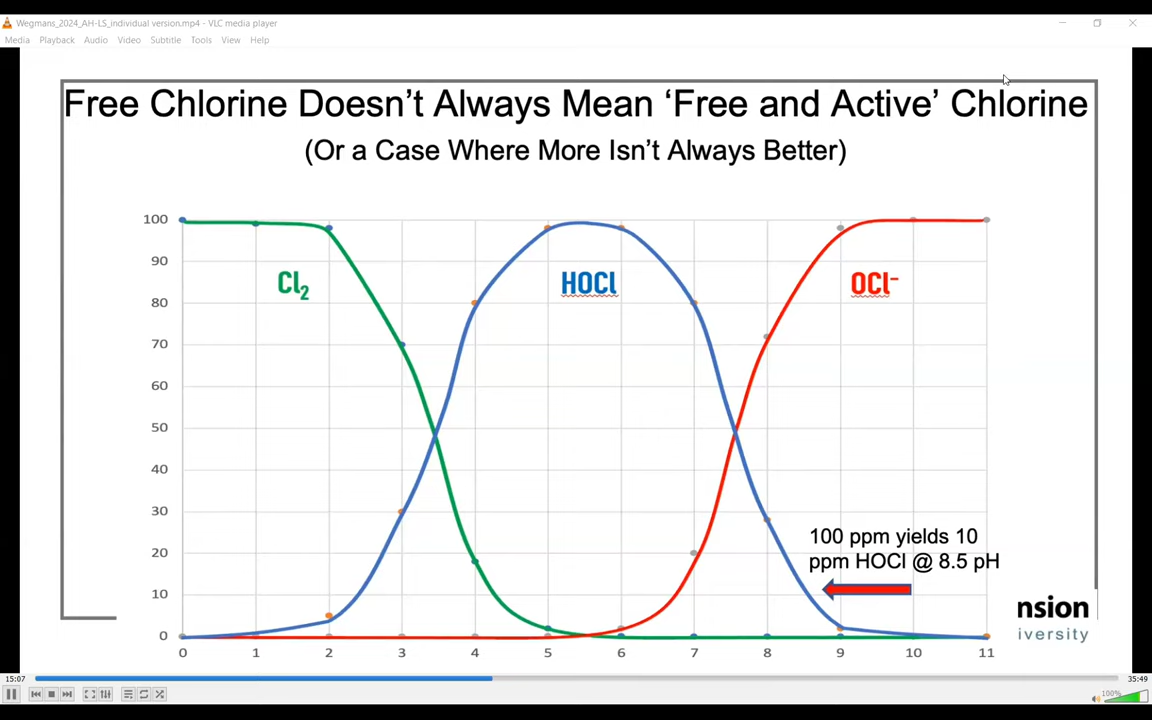 Wegmans_2024_AH-LS_individual version.mp4 - VLC media player
Media Playback Audio Video Subtitle Tools View Help
Free Chlorine Doesn’t Always Mean ‘Free and Active’ Chlorine
(Or a Case Where More Isn’t Always Better)
100
90
80
70
60
50
40
30
20
10
0
Cl₂
HOCl
OCl⁻
100 ppm yields 10
ppm HOCl @ 8.5 pH
0 1 2 3 4 5 6 7 8 9 10 11
nsion
iversity
15:07
35:49
100%